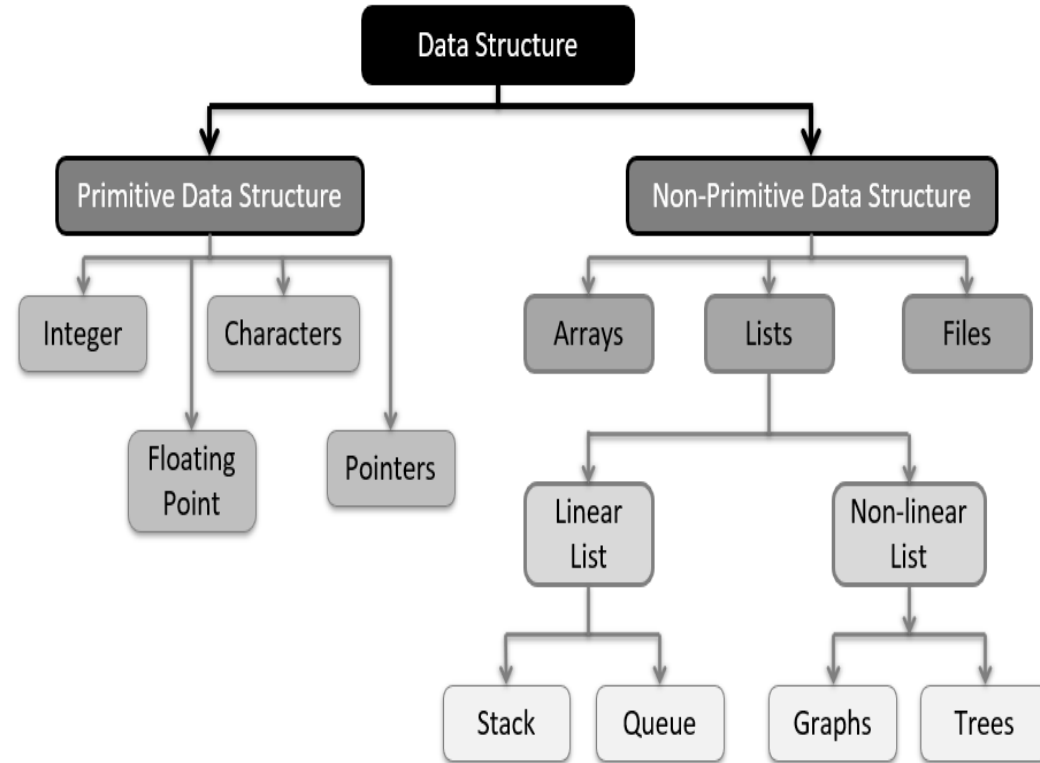 Data Structure
Primitive Data Structure
Non-Primitive Data Structure
Integer
Characters
Arrays
Lists
Files
Floating
Point
Pointers
Linear
List
Non-linear
List
Stack
Queue
Graphs
Trees